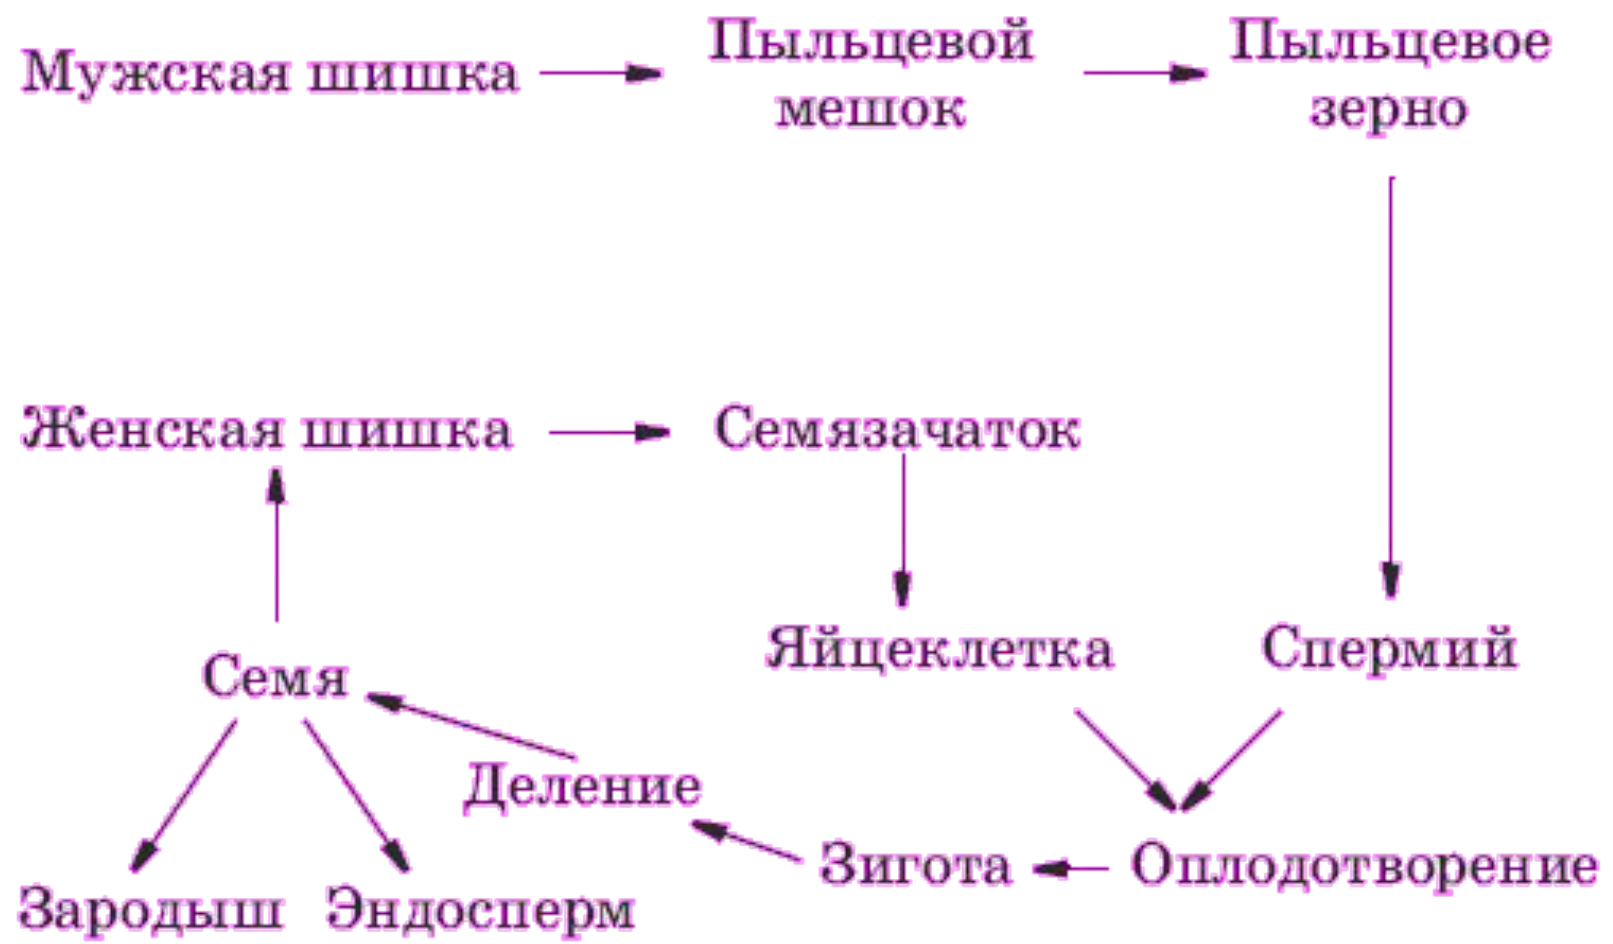 Мужская шишка
Пыльцевой
мешок
Пыльцевое
зерно
Женская шишка
Семязачаток
Яйцеклетка
Спермий
Семя
Деление
Зигота
Оплодотворение
Зародыш
Эндосперм